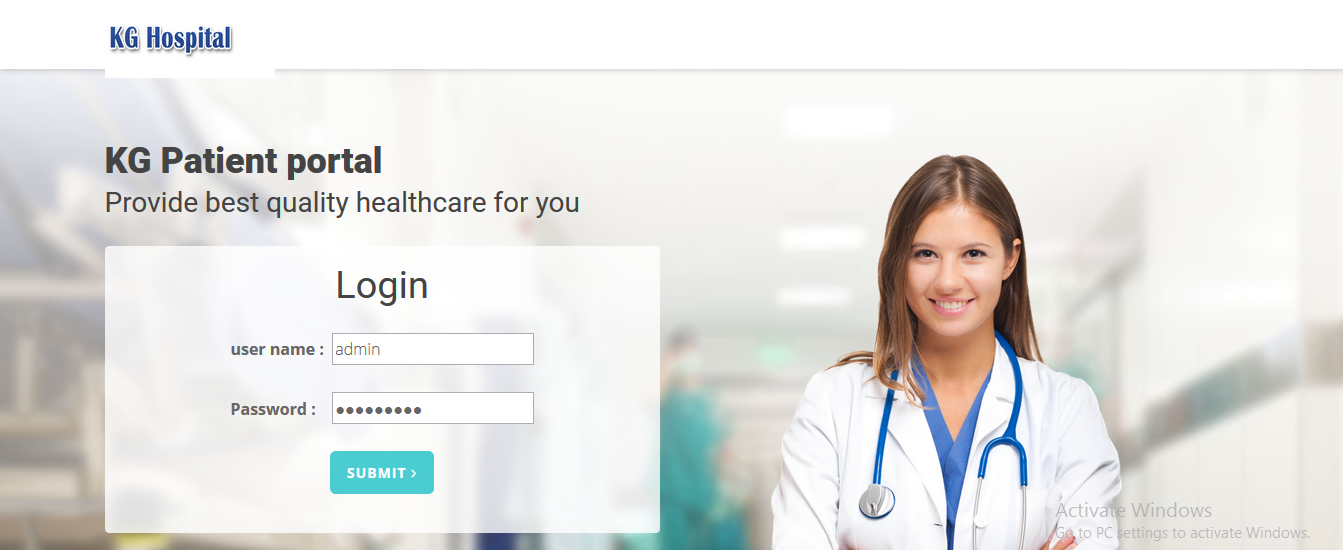 KG Hospital
KG Patient portal
Provide best quality healthcare for you
Login
user name : admin
Password : •••••••••
SUBMIT >
Activate Windows
Go to PC settings to activate Windows.